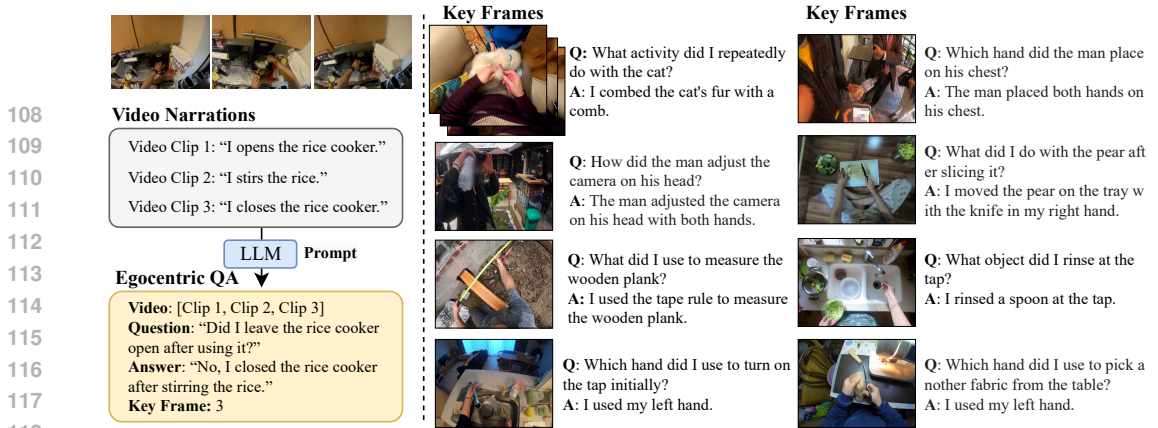 108
109
110
111
112
113
114
115
116
117
Video Narrations
Video Clip 1: “I opens the rice cooker.”
Video Clip 2: “I stirs the rice.”
Video Clip 3: “I closes the rice cooker.”
LLM
Prompt
Egocentric QA
Video: [Clip 1, Clip 2, Clip 3]
Question: “Did I leave the rice cooker
open after using it?”
Answer: “No, I closed the rice cooker
after stirring the rice.”
Key Frame: 3
Key Frames
Q: What activity did I repeatedly
do with the cat?
A: I combed the cat's fur with a
comb.
Q: How did the man adjust the
camera on his head?
A: The man adjusted the camera
on his head with both hands.
Q: What did I use to measure the
wooden plank?
A: I used the tape rule to measure
the wooden plank.
Q: Which hand did I use to turn on
the tap initially?
A: I used my left hand.
Key Frames
Q: Which hand did the man place
on his chest?
A: The man placed both hands on
his chest.
Q: What did I do with the pear aft
er slicing it?
A: I moved the pear on the tray w
ith the knife in my right hand.
Q: What object did I rinse at the
tap?
A: I rinsed a spoon at the tap.
Q: Which hand did I use to pick a
nother fabric from the table?
A: I used my left hand.